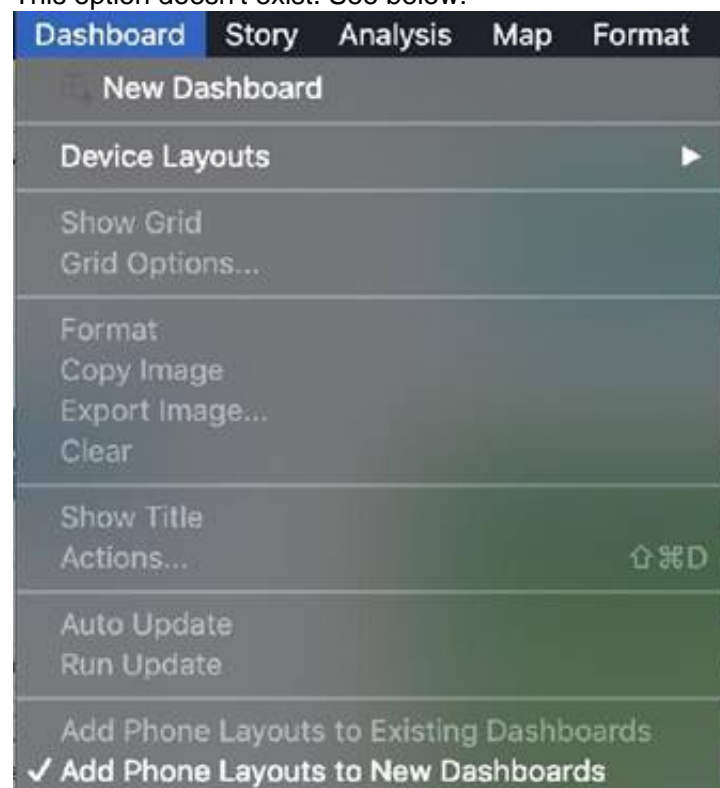 This option doesn't exist. See below:
Dashboard Story Analysis Map Format
New Dashboard
Device Layouts ▶
Show Grid
Grid Options...
Format
Copy Image
Export Image...
Clear
Show Title
Actions... ⇧⌘D
Auto Update
Run Update
Add Phone Layouts to Existing Dashboards
✓ Add Phone Layouts to New Dashboards